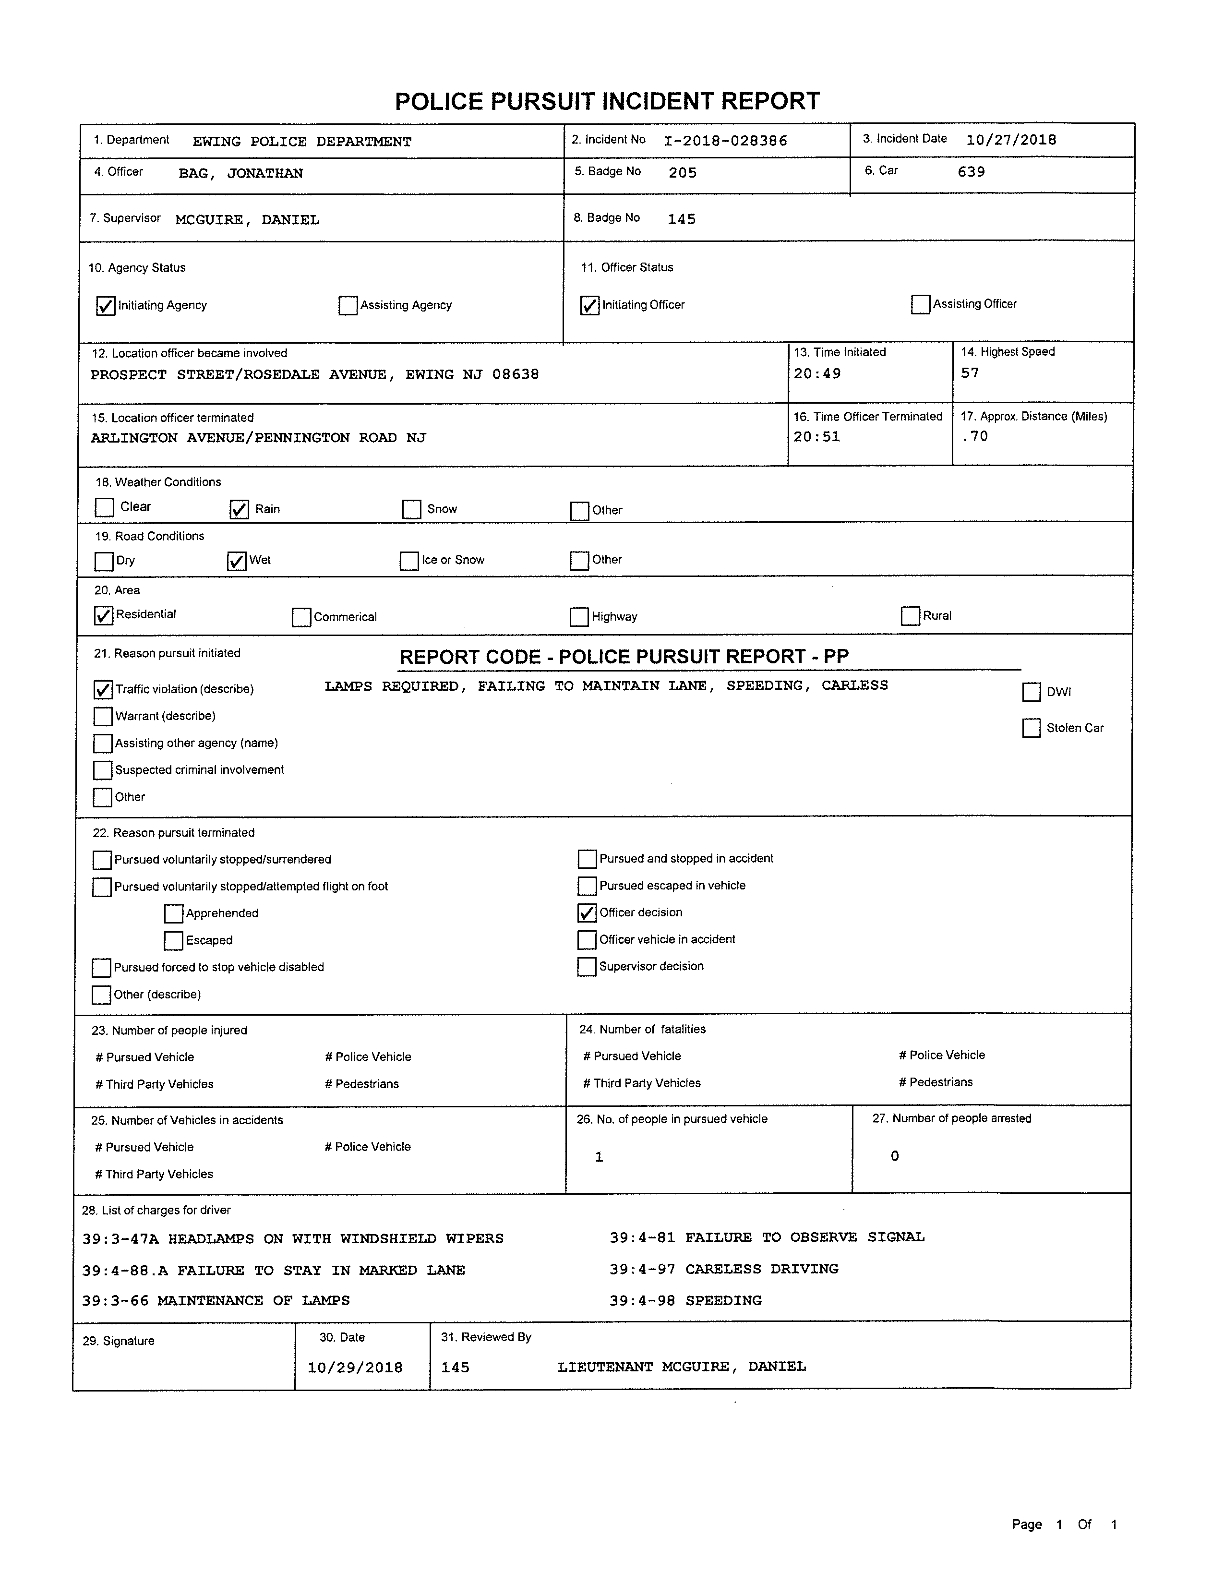 POLICE PURSUIT INCIDENT REPORT
1. Department EWING POLICE DEPARTMENT 2. Incident No I-2018-028386 3. Incident Date 10/27/2018
4. Officer BAG, JONATHAN 5. Badge No 205 6. Car 639
7. Supervisor MCGUIRE, DANIEL 8. Badge No 145
10. Agency Status 11. Officer Status
Initiating Agency Assisting Agency Initiating Officer Assisting Officer
12. Location officer became involved 13. Time Initiated 14. Highest Speed
PROSPECT STREET/ROSEDALE AVENUE, EWING NJ 08638 20:49 57
15. Location officer terminated 16. Time Officer Terminated 17. Approx. Distance (Miles)
ARLINGTON AVENUE/PENNINGTON ROAD NJ 20:51 .70
18. Weather Conditions
Clear Rain Snow Other
19. Road Conditions
Dry Wet Ice or Snow Other
20. Area
Residential Commerical Highway Rural
21. Reason pursuit initiated REPORT CODE - POLICE PURSUIT REPORT - PP
Traffic violation (describe) LAMPS REQUIRED, FAILING TO MAINTAIN LANE, SPEEDING, CARLESS DWI
Warrant (describe) Stolen Car
Assisting other agency (name)
Suspected criminal involvement
Other
22. Reason pursuit terminated
Pursued voluntarily stopped/surrendered Pursued and stopped in accident
Pursued voluntarily stopped/attempted flight on foot Pursued escaped in vehicle
Apprehended Officer decision
Escaped Officer vehicle in accident
Pursued forced to stop vehicle disabled Supervisor decision
Other (describe)
23. Number of people injured 24. Number of fatalities
# Pursued Vehicle # Police Vehicle # Pursued Vehicle # Police Vehicle
# Third Party Vehicles # Pedestrians # Third Party Vehicles # Pedestrians
25. Number of Vehicles in accidents 26. No. of people in pursued vehicle 27. Number of people arrested
# Pursued Vehicle # Police Vehicle 1 0
# Third Party Vehicles
28. List of charges for driver
39:3-47A HEADLAMPS ON WITH WINDSHIELD WIPERS 39:4-81 FAILURE TO OBSERVE SIGNAL
39:4-88.A FAILURE TO STAY IN MARKED LANE 39:4-97 CARELESS DRIVING
39:3-66 MAINTENANCE OF LAMPS 39:4-98 SPEEDING
29. Signature 30. Date 31. Reviewed By
10/29/2018 145 LIEUTENANT MCGUIRE, DANIEL
Page 1 Of 1